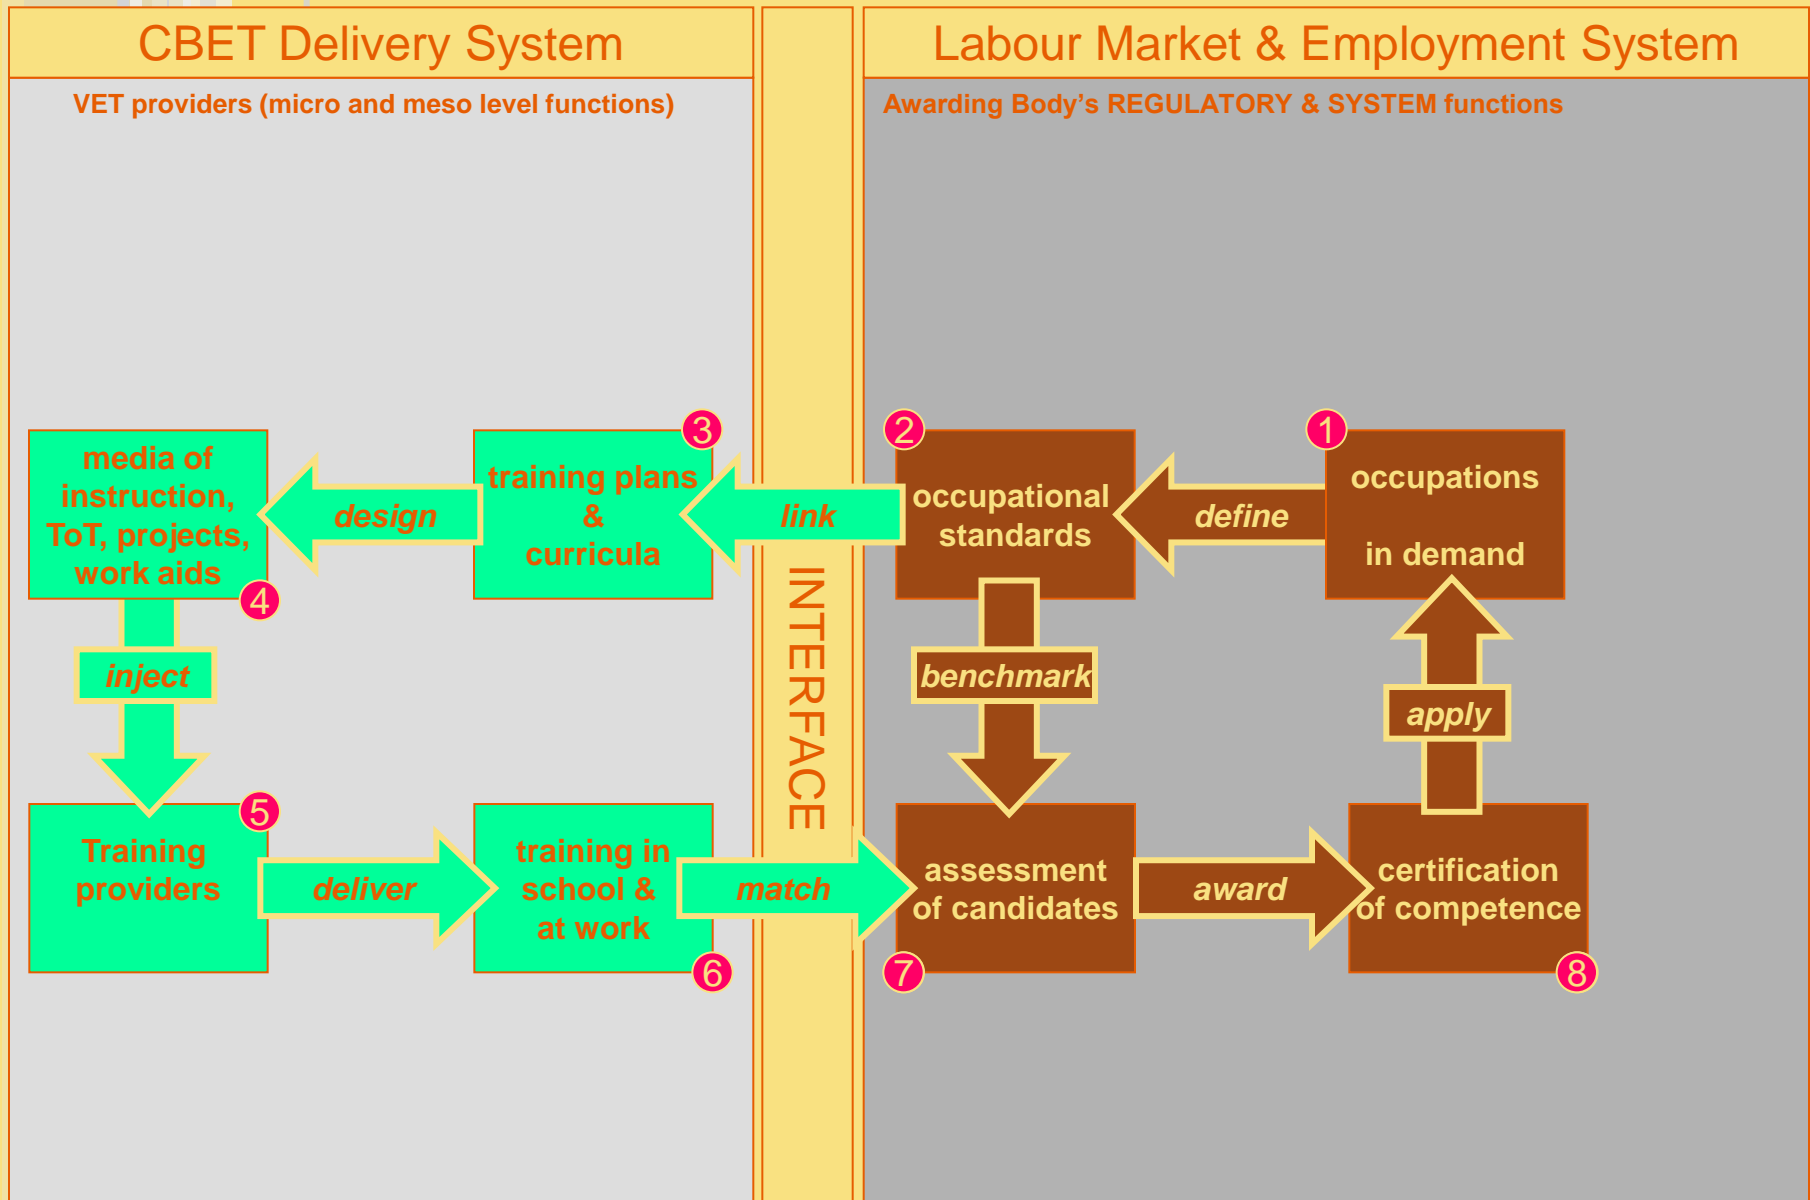 CBET Delivery System
Labour Market & Employment System
VET providers (micro and meso level functions)
Awarding Body’s REGULATORY & SYSTEM functions
INTERFACE
1
occupations
in demand
define
2
occupational
standards
link
3
training plans
&
curricula
design
media of
instruction,
ToT, projects,
work aids
4
inject
benchmark
apply
5
Training
providers
deliver
training in
school &
at work
6
match
assessment
of candidates
7
award
certification
of competence
8